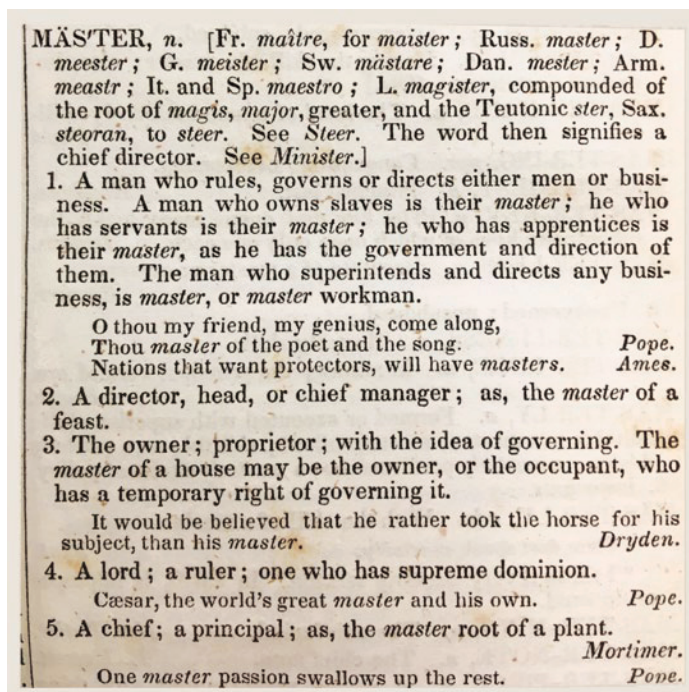 MÄS'TER, n. [Fr. maître, for maister; Russ. master; D.
meester; G. meister; Sw. mästare; Dan. mester; Arm.
meastr; It. and Sp. maestro; L. magister, compounded of
the root of magis, major, greater, and the Teutonic ster, Sax.
steoran, to steer. See Steer. The word then signifies a
chief director. See Minister.]
1. A man who rules, governs or directs either men or busi-
ness. A man who owns slaves is their master; he who
has servants is their master; he who has apprentices is
their master, as he has the government and direction of
them. The man who superintends and directs any busi-
ness, is master, or master workman.
O thou my friend, my genius, come along,
Thou master of the poet and the song. Pope.
Nations that want protectors, will have masters. Ames.
2. A director, head, or chief manager; as, the master of a
feast.
3. The owner; proprietor; with the idea of governing. The
master of a house may be the owner, or the occupant, who
has a temporary right of governing it.
It would be believed that he rather took the horse for his
subject, than his master. Dryden.
4. A lord; a ruler; one who has supreme dominion.
Cæsar, the world's great master and his own. Pope.
5. A chief; a principal; as, the master root of a plant.
Mortimer.
One master passion swallows up the rest. Pope.